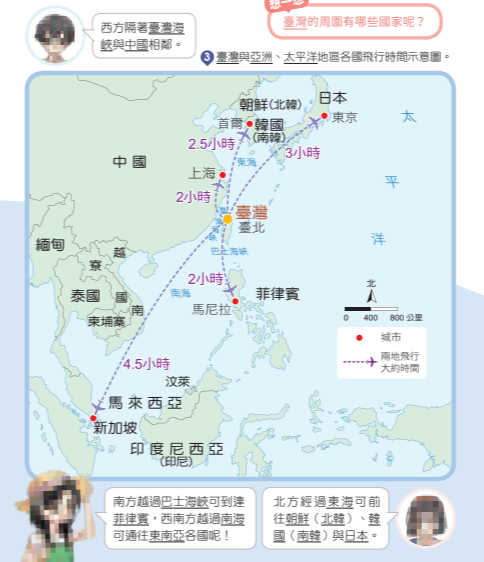 想一想
臺灣的周圍有哪些國家呢？
西方隔著臺灣海
峽與中國相鄰。
3 臺灣與亞洲、太平洋地區各國飛行時間示意圖。
日本
朝鮮(北韓)
首爾
韓國
(南韓)
東京
太
平
洋
2.5小時
3小時
東海
中國
上海
2小時
臺灣
臺北
臺灣海峽
巴士海峽
緬甸
寮國
越南
泰國
柬埔寨
南海
2小時
馬尼拉
菲律賓
北
0 400 800 公里
城市
兩地飛行
大約時間
4.5小時
汶萊
馬來西亞
新加坡
印度尼西亞
(印尼)
南方越過巴士海峽可到達
菲律賓，西南方越過南海
可通往東南亞各國呢！
北方經過東海可前
往朝鮮（北韓）、韓
國（南韓）與日本。